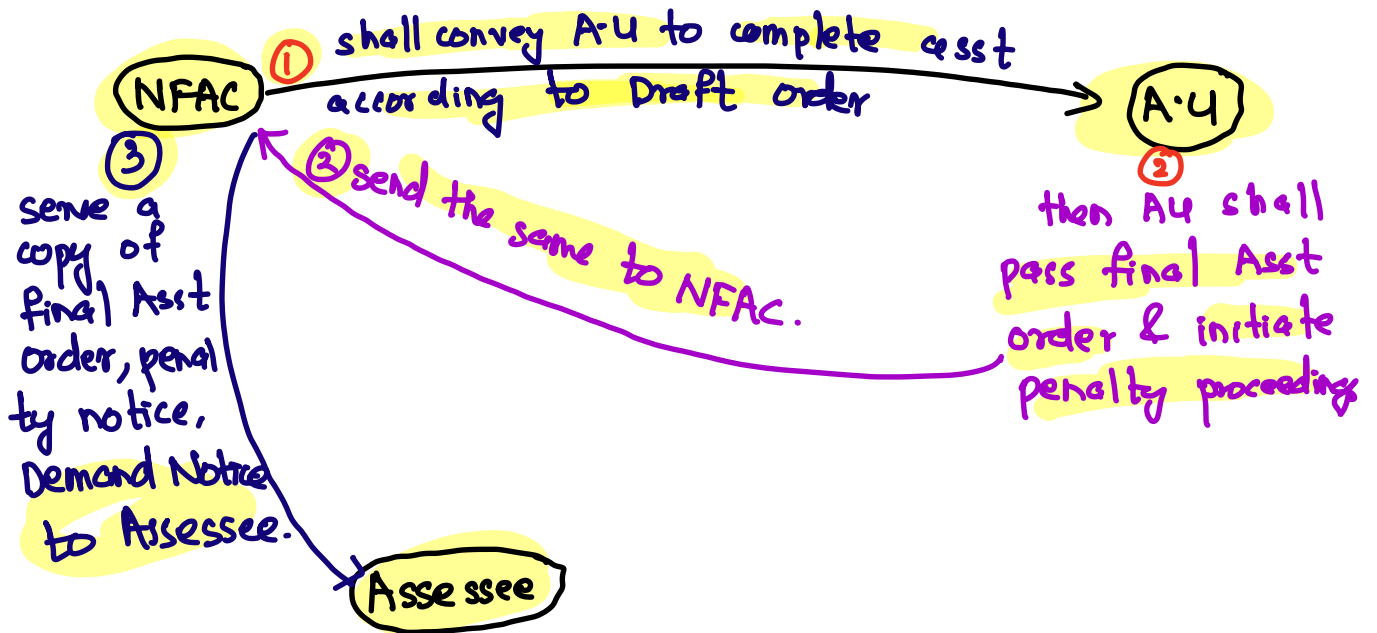 ① shall convey A·U to complete asst
according to Draft order
NFAC
A·U
③
serve a
copy of
final Asst
order, penal
ty notice,
Demand Notice
to Assessee.
② send the same to NFAC.
②
then AU shall
pass final Asst
order & initiate
penalty proceeding
Assessee